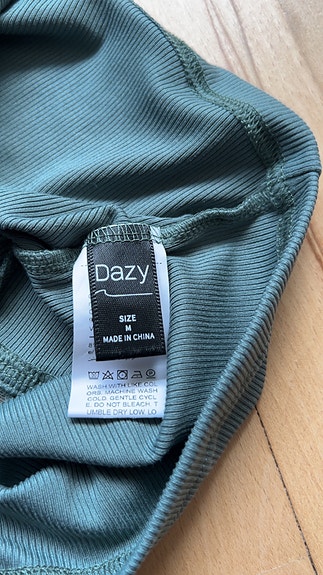 Dazy
SIZE
M
MADE IN CHINA
WASH WITH LIKE COL
ORS. MACHINE WASH
COLD. GENTLE CYCL
E. DO NOT BLEACH T
UMBLE DRY LOW LO